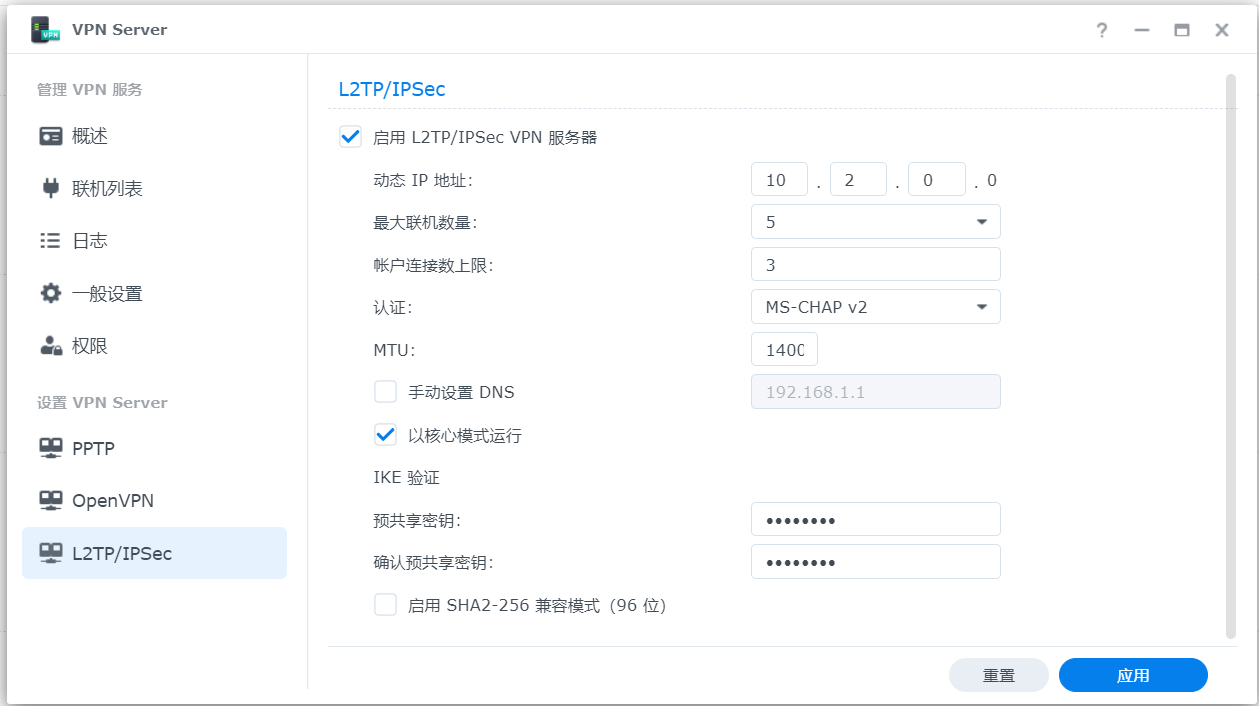 VPN Server
管理 VPN 服务
概述
联机列表
日志
一般设置
权限
设置 VPN Server
PPTP
OpenVPN
L2TP/IPSec
L2TP/IPSec
启用 L2TP/IPSec VPN 服务器
动态 IP 地址: 10 . 2 . 0 . 0
最大联机数量: 5
帐户连接数上限: 3
认证: MS-CHAP v2
MTU: 1400
手动设置 DNS 192.168.1.1
以核心模式运行
IKE 验证
预共享密钥: ••••••••
确认预共享密钥: ••••••••
启用 SHA2-256 兼容模式（96 位）
重置 应用